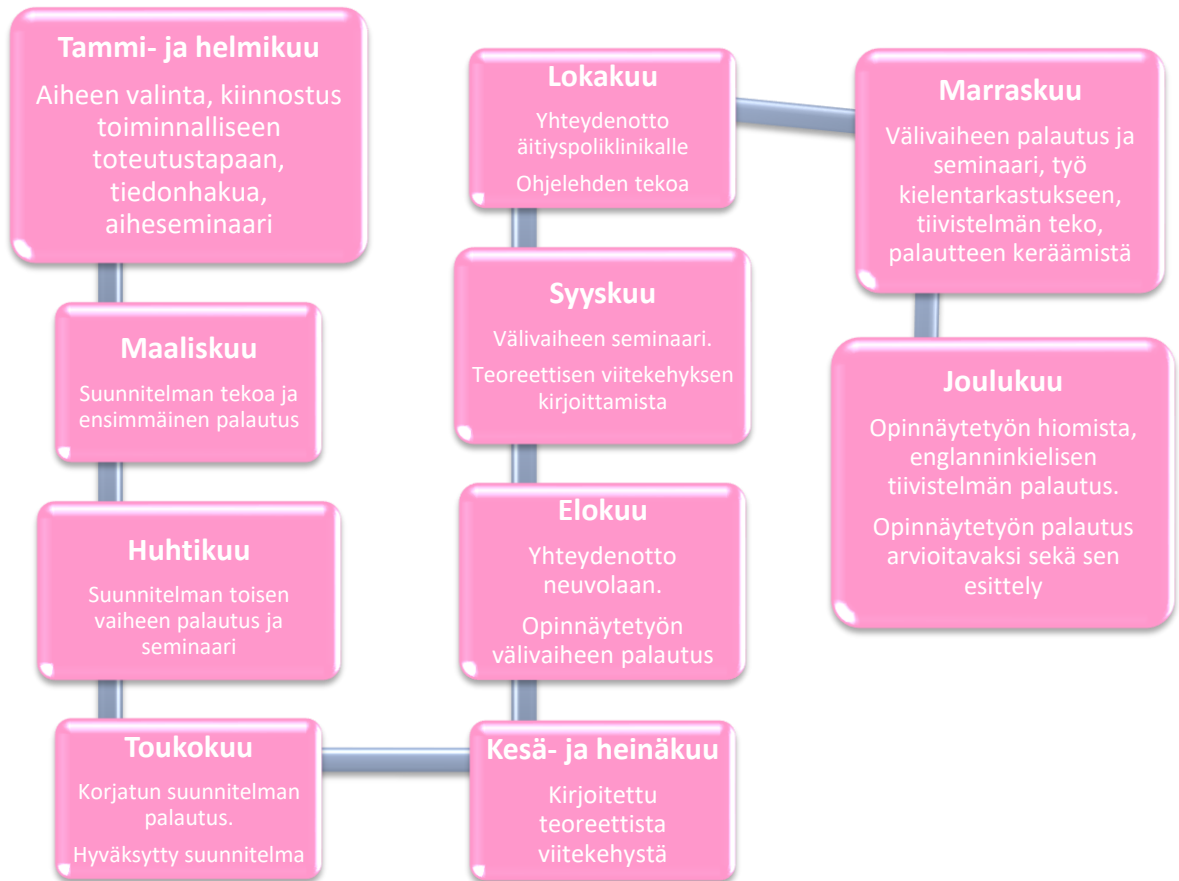 Tammi- ja helmikuu
Aiheen valinta, kiinnostus
toiminnalliseen
toteutustapaan,
tiedonhakua,
aiheseminaari
Maaliskuu
Suunnitelman tekoa ja
ensimmäinen palautus
Huhtikuu
Suunnitelman toisen
vaiheen palautus ja
seminaari
Toukokuu
Korjatun suunnitelman
palautus.
Hyväksytty suunnitelma
Kesä- ja heinäkuu
Kirjoitettu
teoreettista
viitekehystä
Elokuu
Yhteydenotto
neuvolaan.
Opinnäytetyön
välivaiheen palautus
Syyskuu
Välivaiheen seminaari.
Teoreettisen viitekehyksen
kirjoittamista
Lokakuu
Yhteydenotto
äitiyspoliklinikalle
Ohjelehden tekoa
Marraskuu
Välivaiheen palautus ja
seminaari, työ
kielentarkastukseen,
tiivistelmän teko,
palautteen keräämistä
Joulukuu
Opinnäytetyön hiomista,
englanninkielisen
tiivistelmän palautus.
Opinnäytetyön palautus
arvioitavaksi sekä sen
esittely